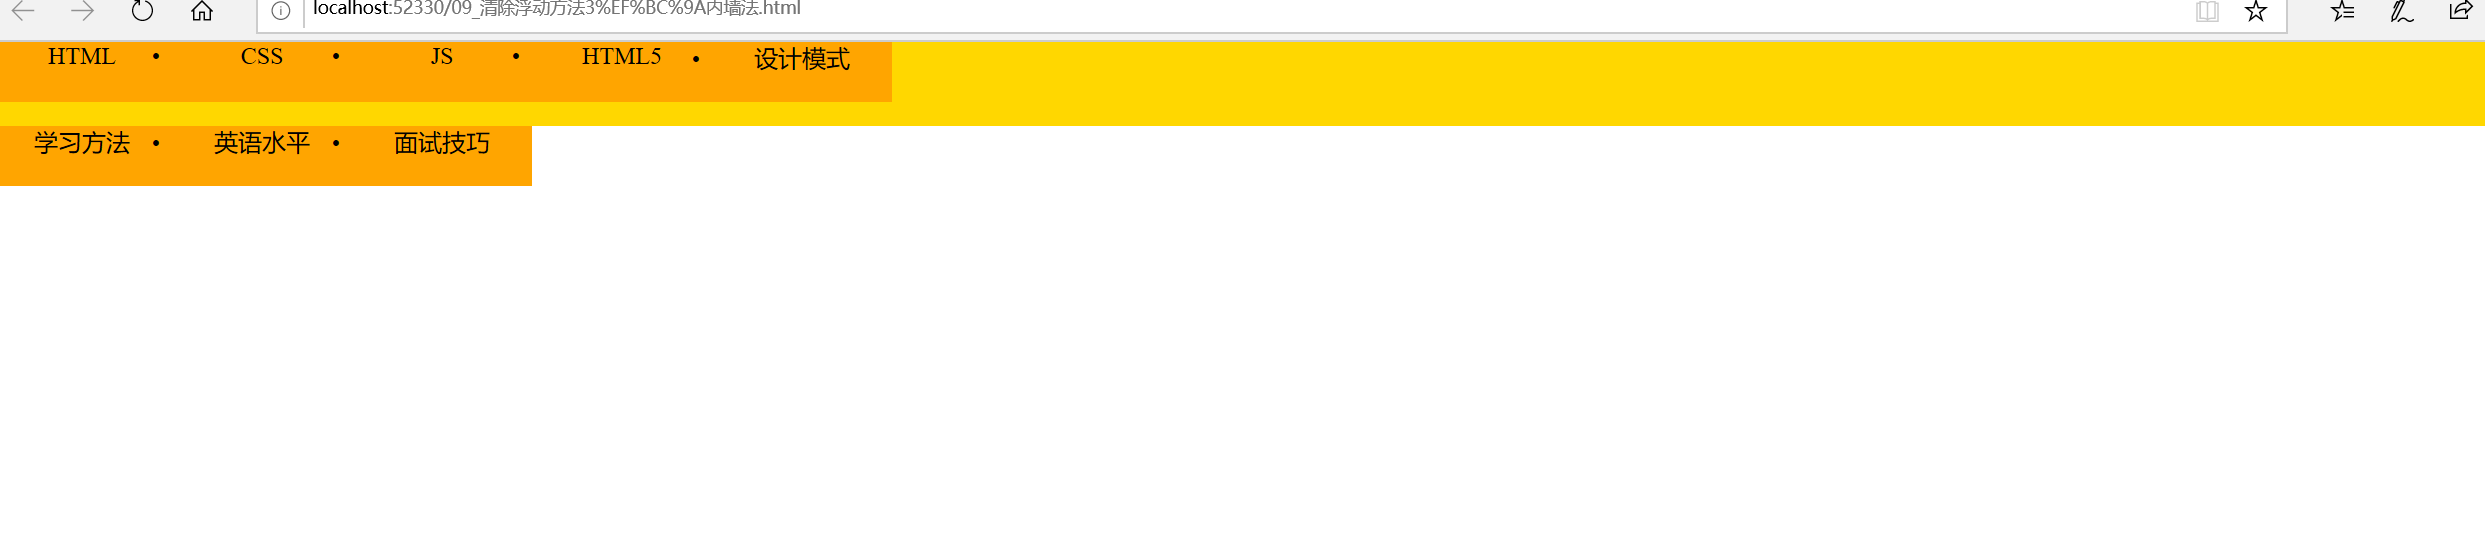 localhost:52330/09_清除浮动方法3%EF%BC%9A内墙法.html
HTML • CSS • JS • HTML5 • 设计模式
学习方法 • 英语水平 • 面试技巧